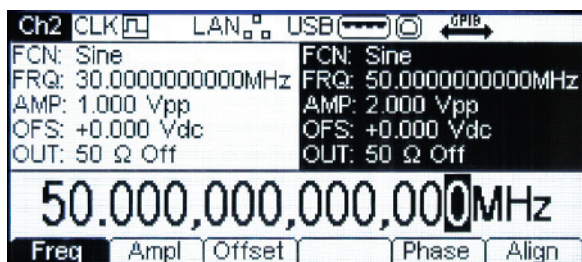 Ch2 CLK LAN USB GPIB
FCN: Sine
FRQ: 30.0000000000MHz
AMP: 1.000 Vpp
OFS: +0.000 Vdc
OUT: 50 Ω Off
FCN: Sine
FRQ: 50.0000000000MHz
AMP: 2.000 Vpp
OFS: +0.000 Vdc
OUT: 50 Ω Off
50.000,000,000,000MHz
Freq Ampl Offset Phase Align